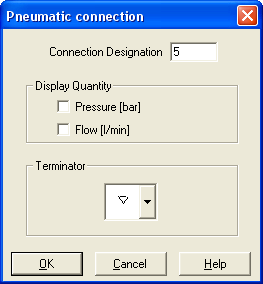 Pneumatic connection
Connection Designation 5
Display Quantity
Pressure [bar]
Flow [l/min]
Terminator
OK Cancel Help